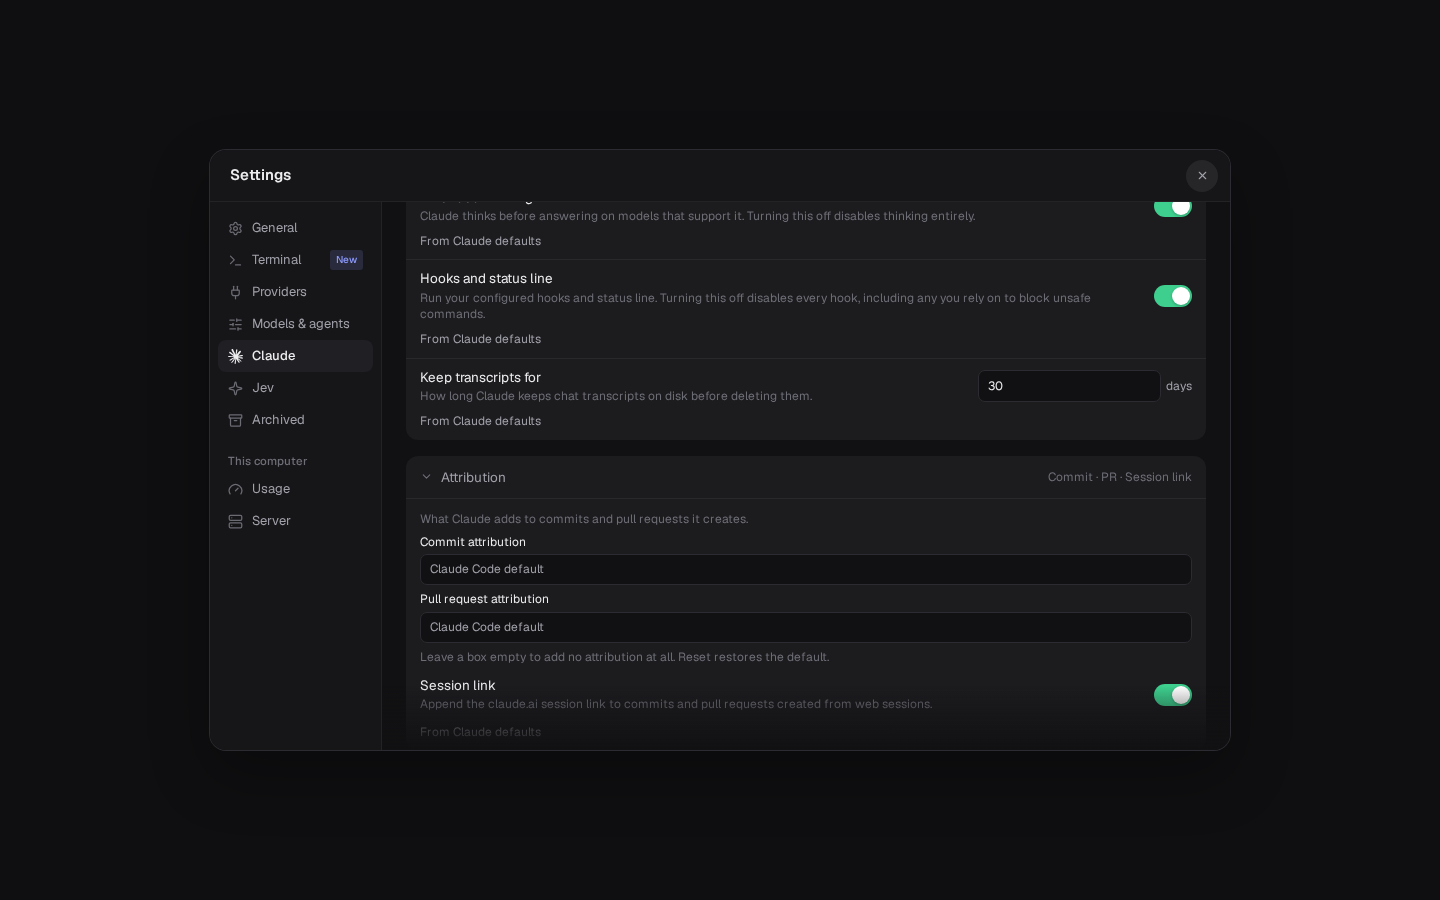 Settings
General
Terminal
New
Providers
Models & agents
Claude
Jev
Archived
This computer
Usage
Server
Claude thinks before answering on models that support it. Turning this off disables thinking entirely.
From Claude defaults
Hooks and status line
Run your configured hooks and status line. Turning this off disables every hook, including any you rely on to block unsafe
commands.
From Claude defaults
Keep transcripts for
30
days
How long Claude keeps chat transcripts on disk before deleting them.
From Claude defaults
Attribution
Commit · PR · Session link
What Claude adds to commits and pull requests it creates.
Commit attribution
Claude Code default
Pull request attribution
Claude Code default
Leave a box empty to add no attribution at all. Reset restores the default.
Session link
Append the claude.ai session link to commits and pull requests created from web sessions.
From Claude defaults